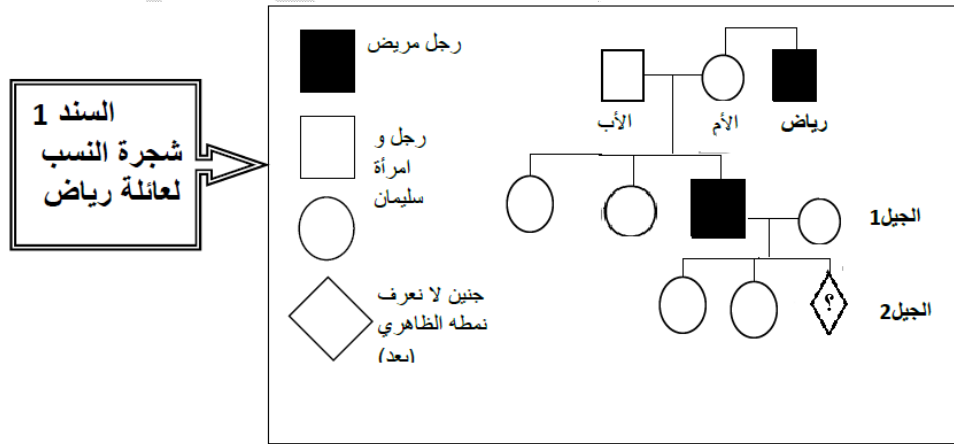 السند 1
شجرة النسب
لعائلة رياض
رجل مريض
رجل و
امرأة
سليمان
جنين لا نعرف
نمطه الظاهري
(بعد)
الأب
الأم
رياض
الجيل1
؟
الجيل2